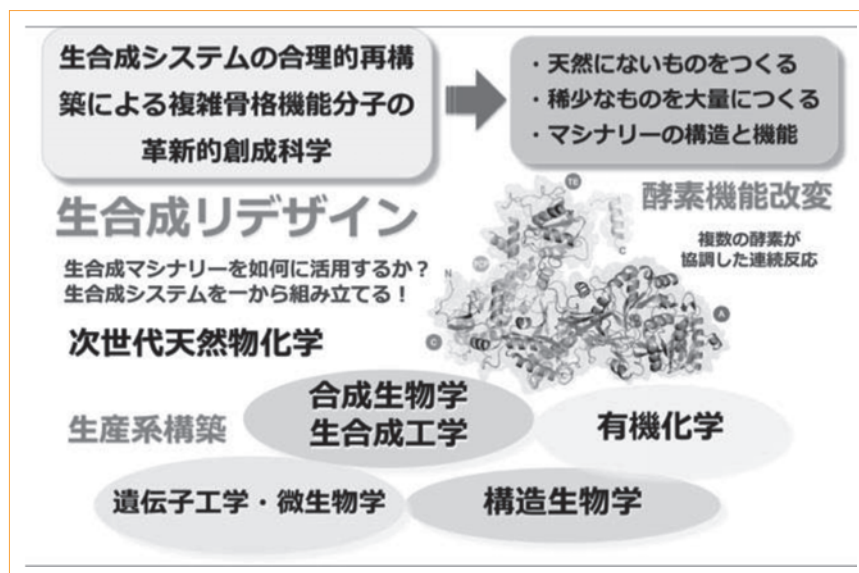 生合成システムの合理的再構
築による複雑骨格機能分子の
革新的創成科学
・天然にないものをつくる
・稀少なものを大量につくる
・マシナリーの構造と機能
生合成リデザイン
酵素機能改変
複数の酵素が
協調した連続反応
生合成マシナリーを如何に活用するか？
生合成システムを一から組み立てる！
TE
C
N
C
A
次世代天然物化学
生産系構築
合成生物学
生合成工学
有機化学
遺伝子工学・微生物学
構造生物学